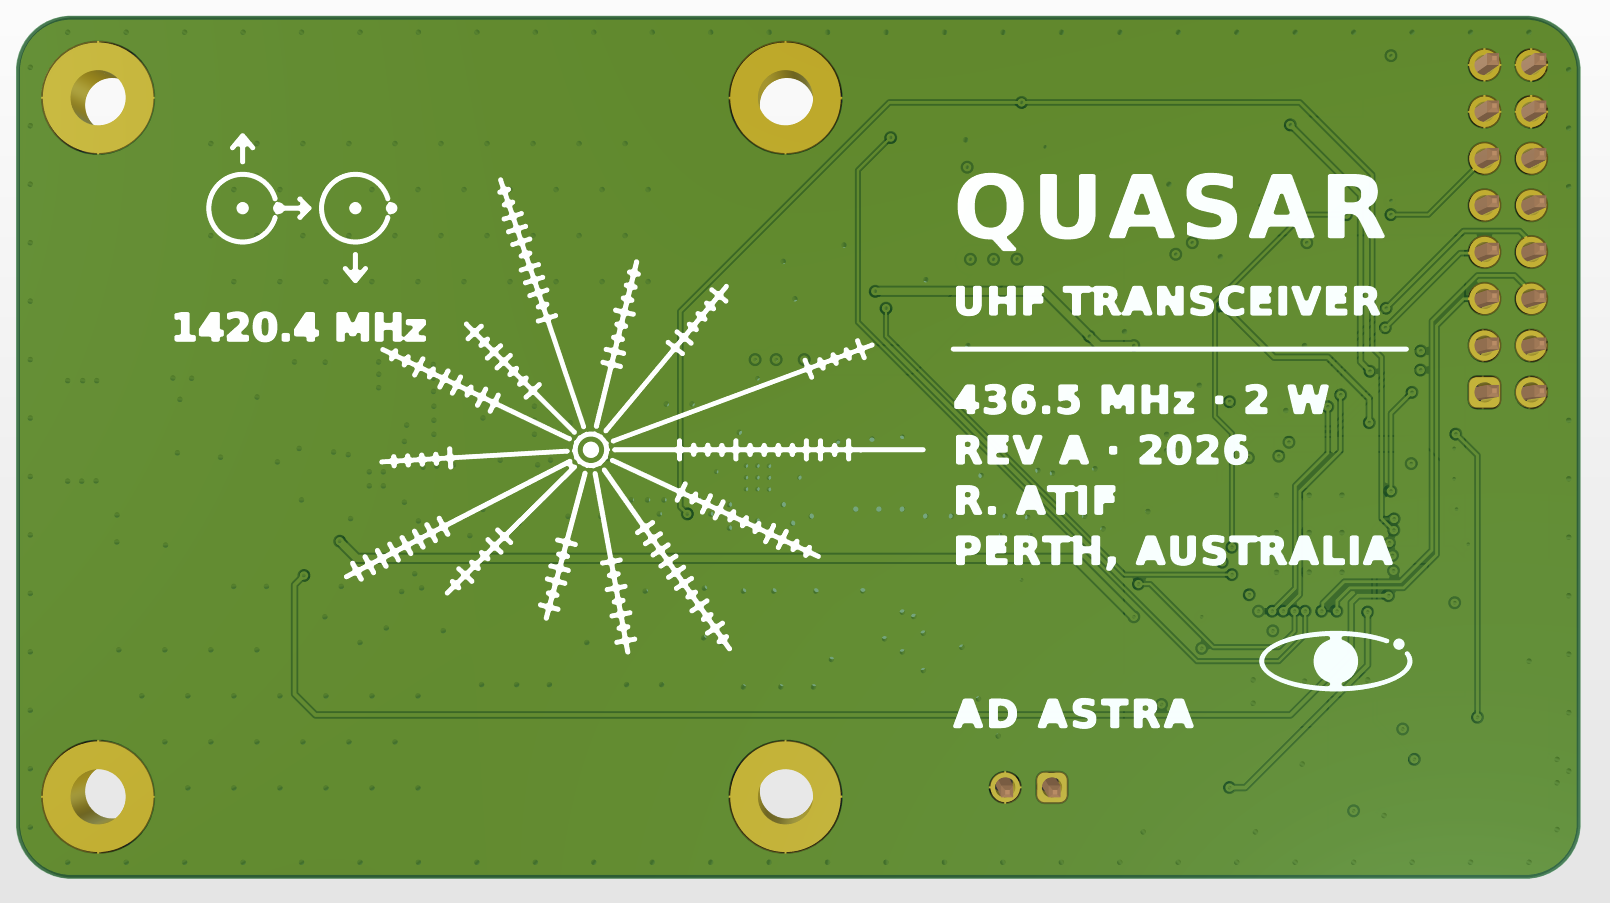 QUASAR
UHF TRANSCEIVER
1420.4 MHz
436.5 MHz · 2 W
REV A · 2026
R. ATIF
PERTH, AUSTRALIA
AD ASTRA